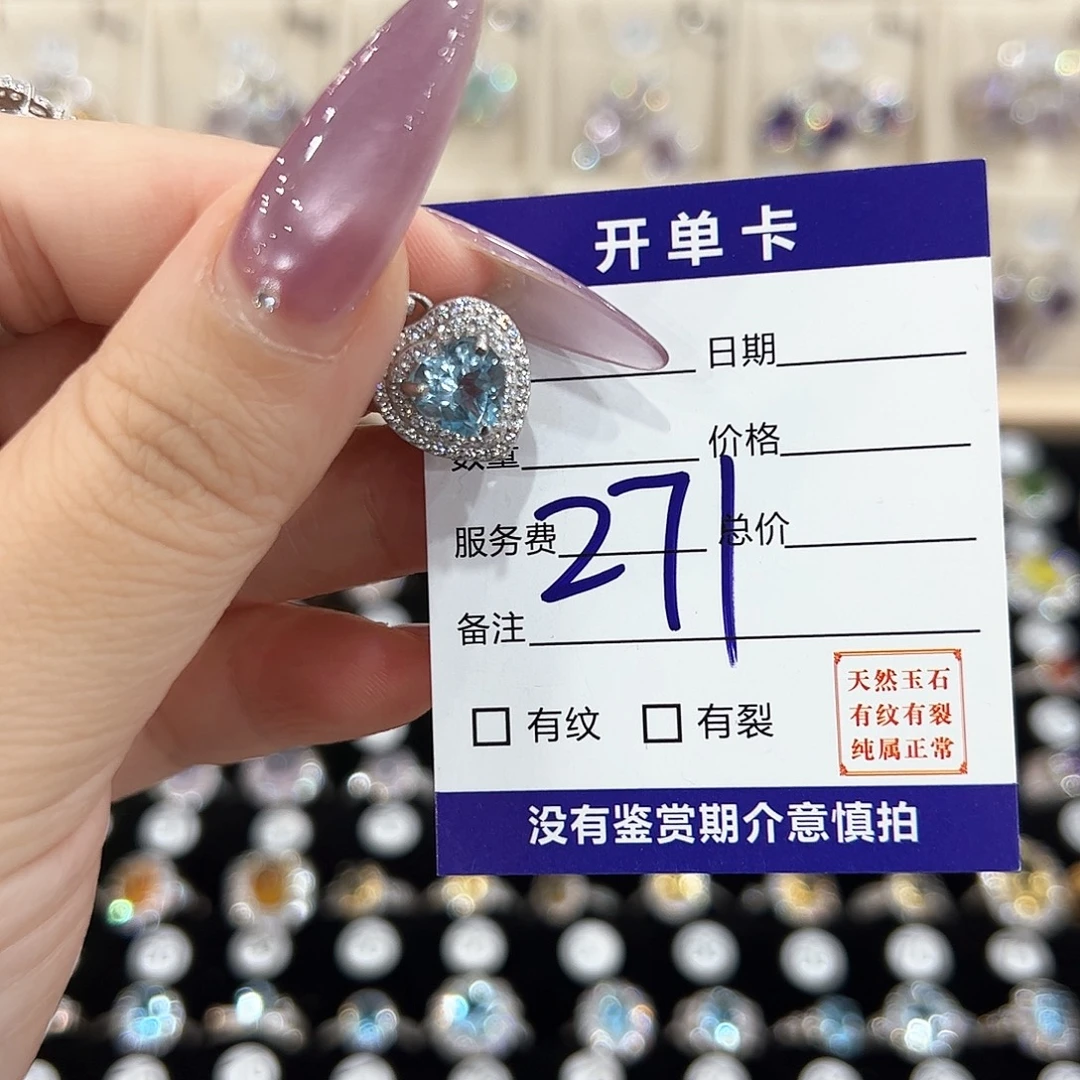 开单卡
日期
数量 价格
服务费 271 总价
备注
有纹 有裂
天然玉石
有纹有裂
纯属正常
没有鉴赏期介意慎拍